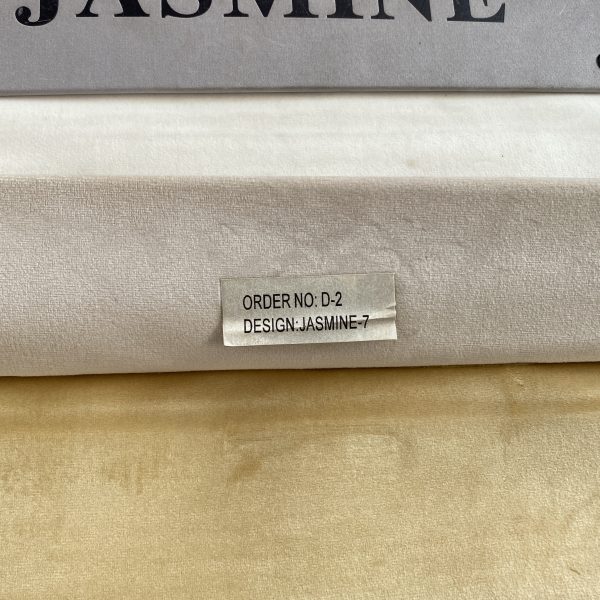 JASMINE
ORDER NO: D-2
DESIGN:JASMINE-7